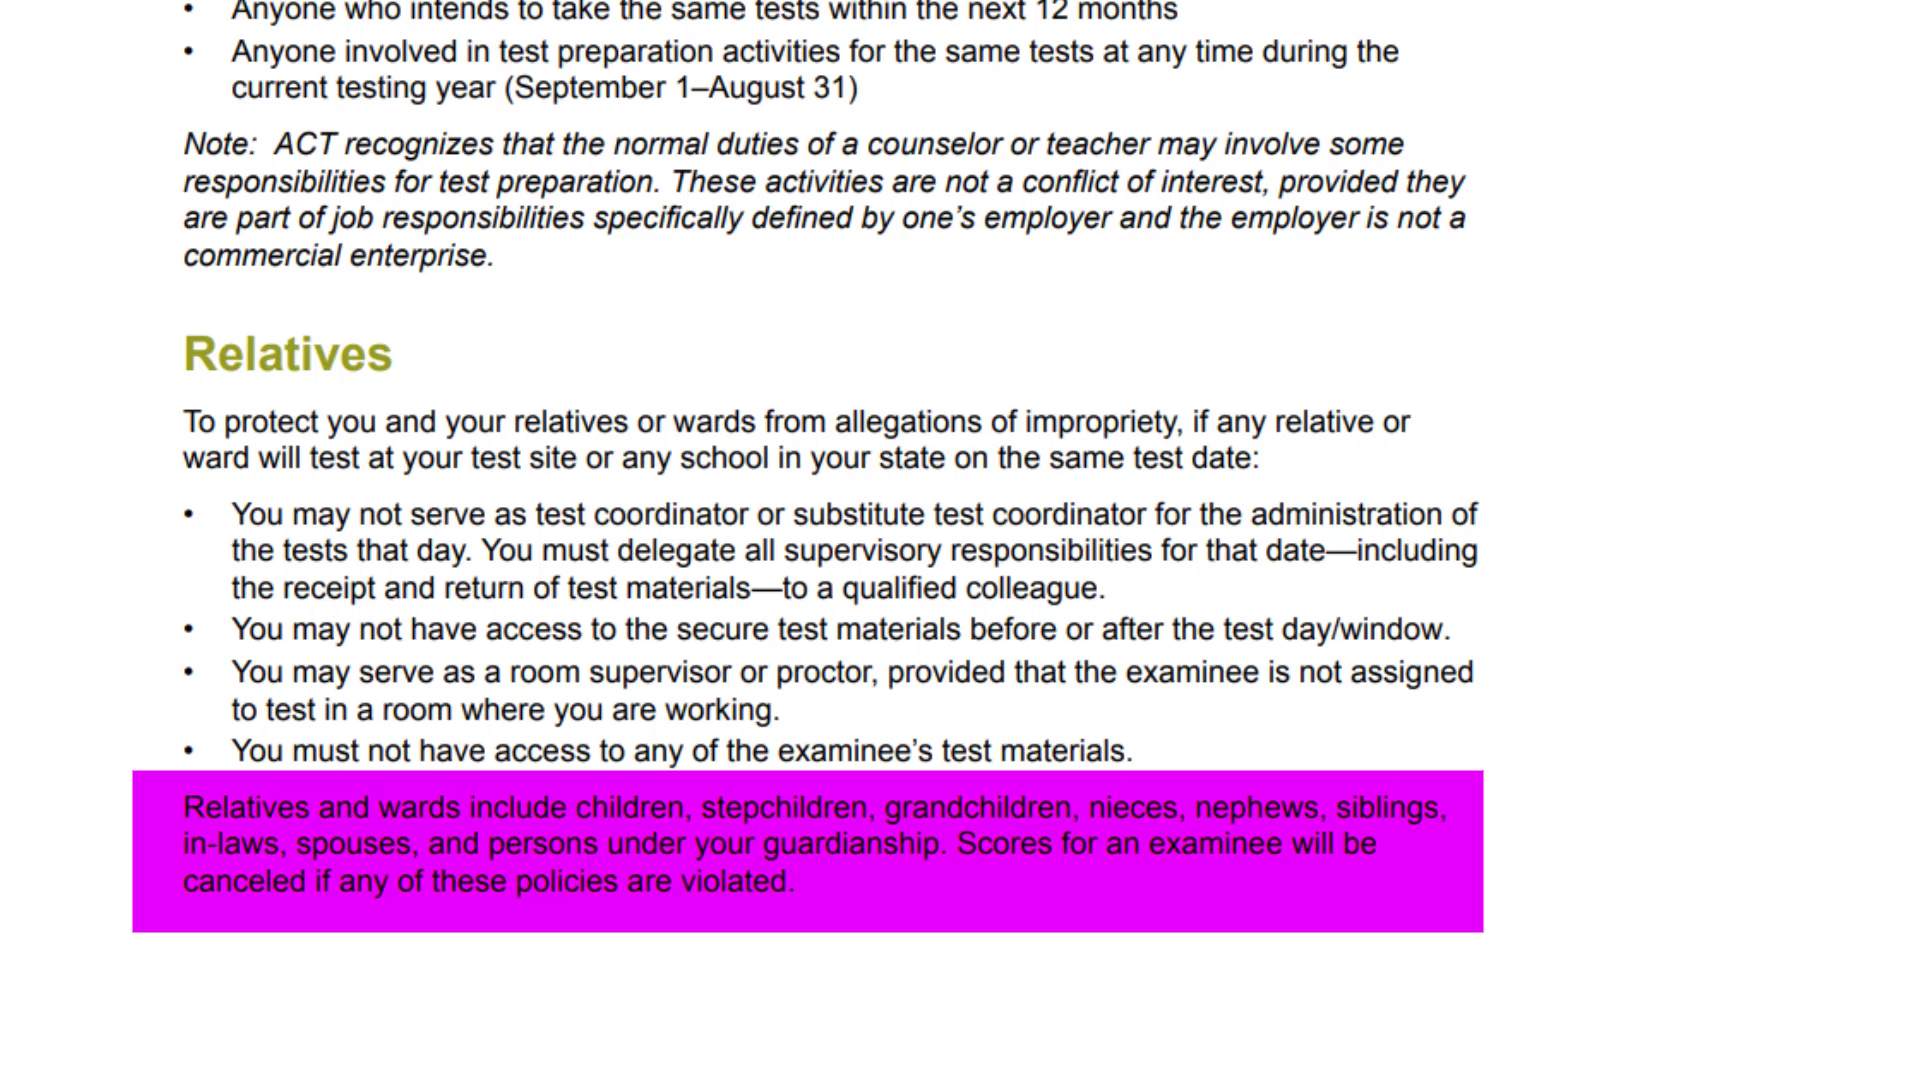 • Anyone who intends to take the same tests within the next 12 months
• Anyone involved in test preparation activities for the same tests at any time during the
current testing year (September 1–August 31)
Note:  ACT recognizes that the normal duties of a counselor or teacher may involve some
responsibilities for test preparation. These activities are not a conflict of interest, provided they
are part of job responsibilities specifically defined by one’s employer and the employer is not a
commercial enterprise.
Relatives
To protect you and your relatives or wards from allegations of impropriety, if any relative or
ward will test at your test site or any school in your state on the same test date:
• You may not serve as test coordinator or substitute test coordinator for the administration of
the tests that day. You must delegate all supervisory responsibilities for that date—including
the receipt and return of test materials—to a qualified colleague.
• You may not have access to the secure test materials before or after the test day/window.
• You may serve as a room supervisor or proctor, provided that the examinee is not assigned
to test in a room where you are working.
• You must not have access to any of the examinee’s test materials.
Relatives and wards include children, stepchildren, grandchildren, nieces, nephews, siblings,
in-laws, spouses, and persons under your guardianship. Scores for an examinee will be
canceled if any of these policies are violated.